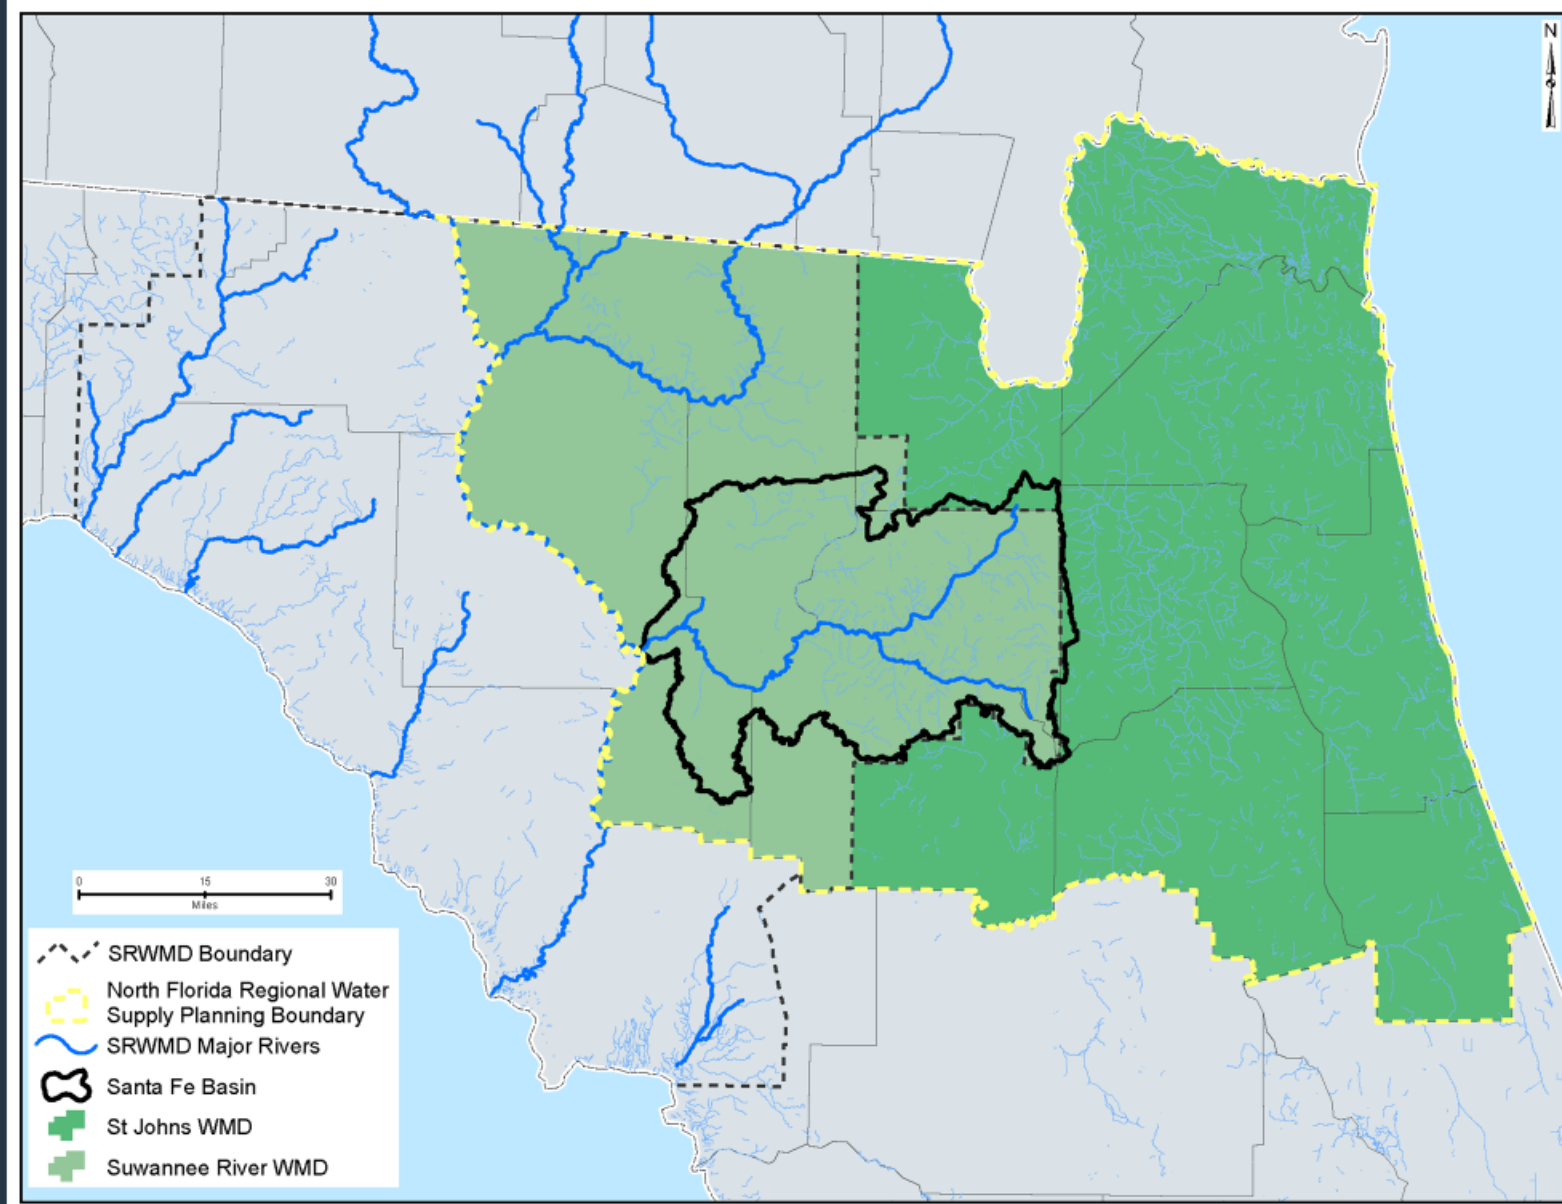 N
0 15 30
Miles
SRWMD Boundary
North Florida Regional Water
Supply Planning Boundary
SRWMD Major Rivers
Santa Fe Basin
St Johns WMD
Suwannee River WMD